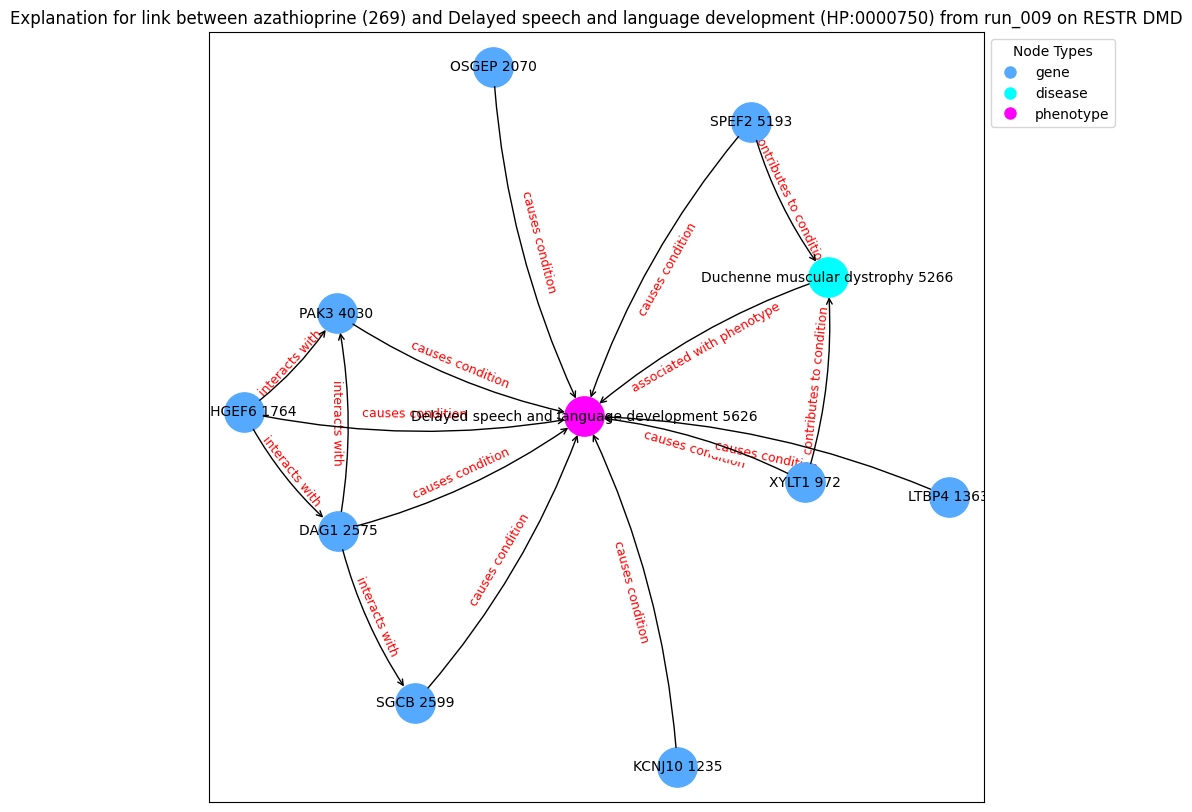 Explanation for link between azathioprine (269) and Delayed speech and language development (HP:0000750) from run_009 on RESTR DMD
Node Types
gene
disease
phenotype
OSGEP 2070
SPEF2 5193
causes condition
ontributes to conditio
causes condition
Duchenne muscular dystrophy 5266
PAK3 4030
interacts with
causes condition
associated with phenotype
contributes to condition
HGEF6 1764
interacts with
causes condition
Delayed speech and language development 5626
interacts with
causes condition
causes condition
causes condition
XYLT1 972
LTBP4 1363
DAG1 2575
causes condition
causes condition
interacts with
SGCB 2599
KCNJ10 1235